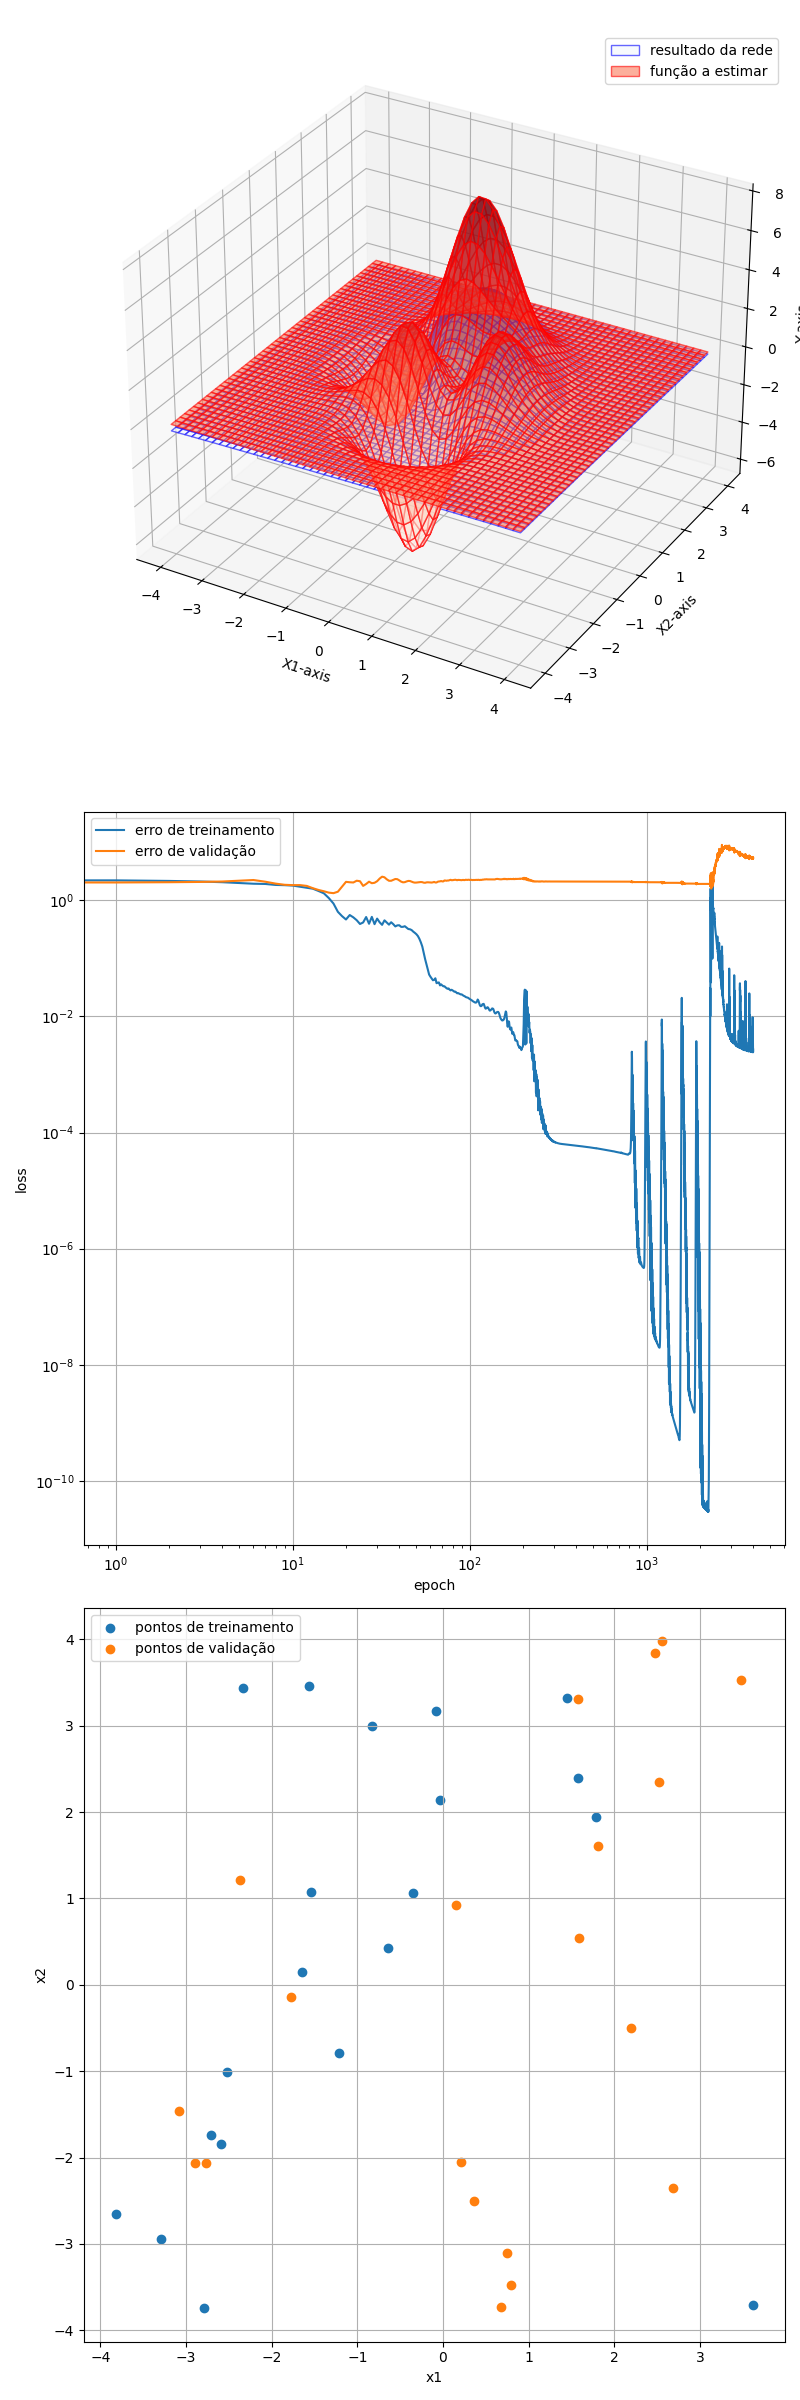 resultado da rede
função a estimar
8
6
4
2
0
−2
−4
−6
−4
−3
−2
−1
0
1
2
3
4
X1-axis
−4
−3
−2
−1
0
1
2
3
4
X2-axis
erro de treinamento
erro de validação
10⁰
10⁻²
10⁻⁴
10⁻⁶
10⁻⁸
10⁻¹⁰
loss
10⁰ 10¹ 10² 10³
epoch
pontos de treinamento
pontos de validação
4
3
2
1
0
−1
−2
−3
−4
x2
−4 −3 −2 −1 0 1 2 3
x1